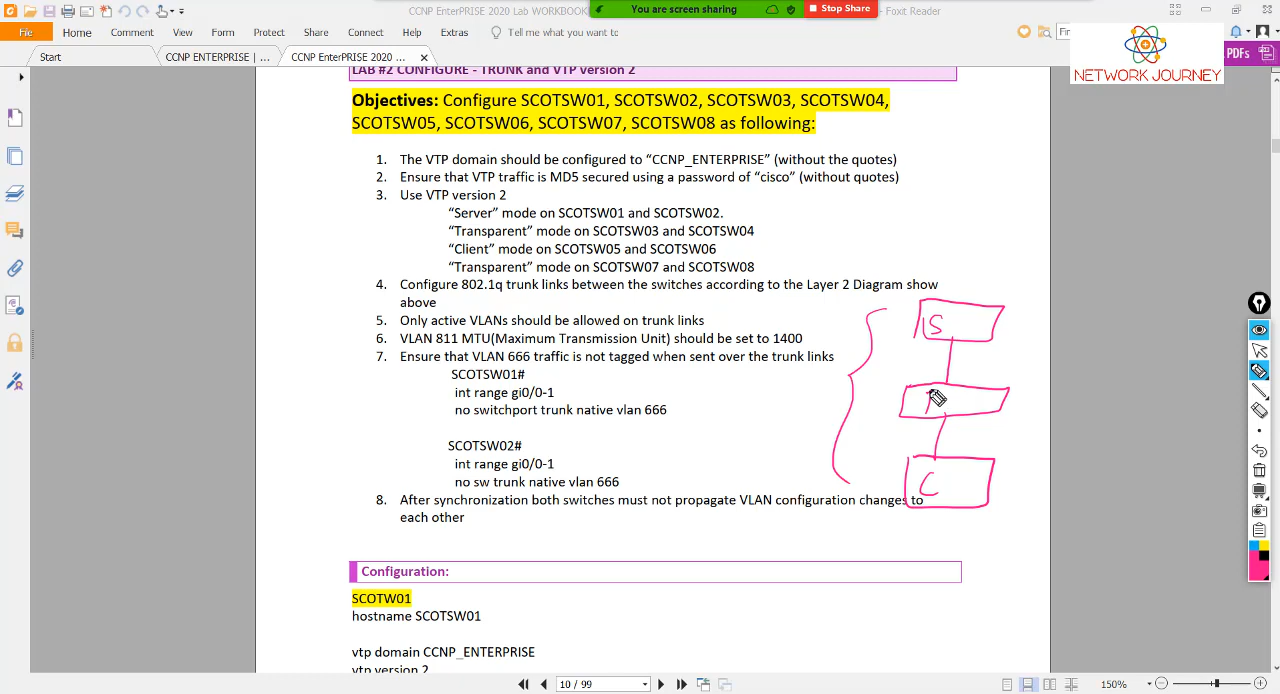 CCNP EnterPRISE 2020 Lab WORKBOOK
You are screen sharing
Stop Share
Foxit Reader
File
Home
Comment
View
Form
Protect
Share
Connect
Help
Extras
Tell me what you want to
Fin
NETWORK JOURNEY
PDFs
Start
CCNP ENTERPRISE | ...
CCNP EnterPRISE 2020 ...
LAB #2 CONFIGURE - TRUNK and VTP version 2
Objectives: Configure SCOTSW01, SCOTSW02, SCOTSW03, SCOTSW04,
SCOTSW05, SCOTSW06, SCOTSW07, SCOTSW08 as following:
1. The VTP domain should be configured to “CCNP_ENTERPRISE” (without the quotes)
2. Ensure that VTP traffic is MD5 secured using a password of “cisco” (without quotes)
3. Use VTP version 2
“Server” mode on SCOTSW01 and SCOTSW02.
“Transparent” mode on SCOTSW03 and SCOTSW04
“Client” mode on SCOTSW05 and SCOTSW06
“Transparent” mode on SCOTSW07 and SCOTSW08
4. Configure 802.1q trunk links between the switches according to the Layer 2 Diagram show
above
5. Only active VLANs should be allowed on trunk links
6. VLAN 811 MTU(Maximum Transmission Unit) should be set to 1400
7. Ensure that VLAN 666 traffic is not tagged when sent over the trunk links
SCOTSW01#
int range gi0/0-1
no switchport trunk native vlan 666
SCOTSW02#
int range gi0/0-1
no sw trunk native vlan 666
8. After synchronization both switches must not propagate VLAN configuration changes to
each other
S
C
Configuration:
SCOTW01
hostname SCOTSW01
vtp domain CCNP_ENTERPRISE
vtp version 2
10 / 99
150%